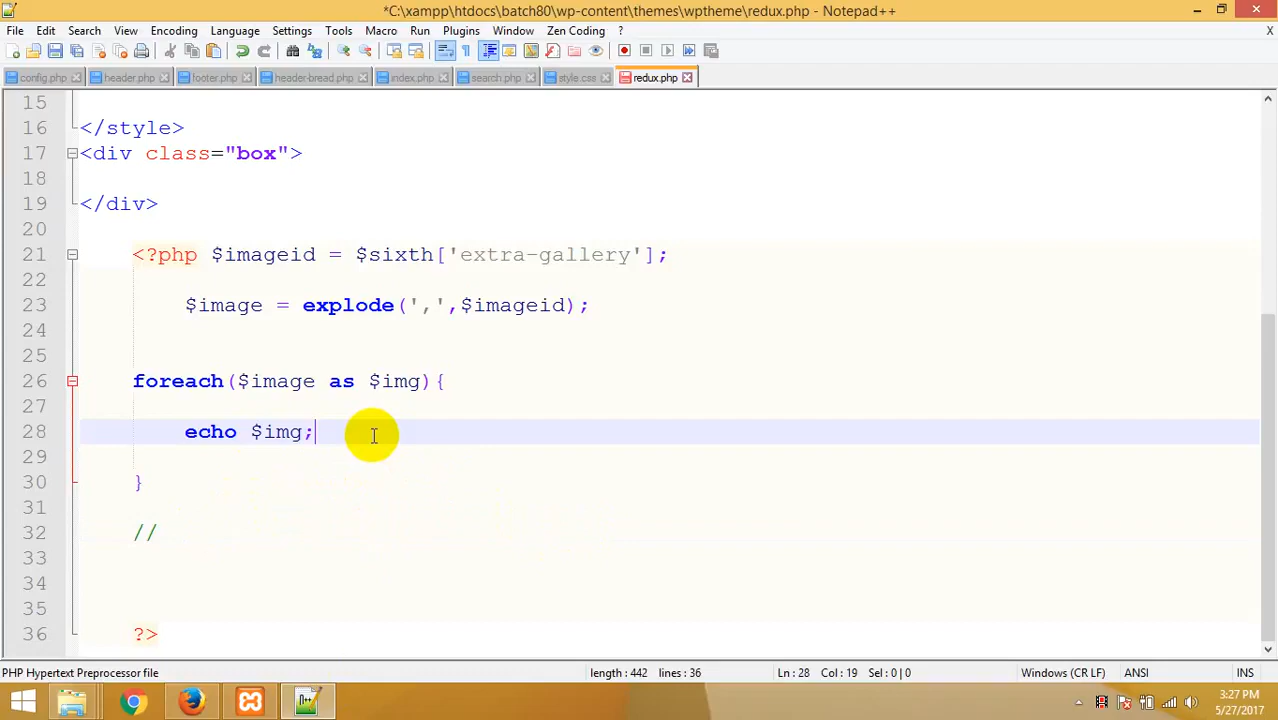 *C:\xampp\htdocs\batch80\wp-content\themes\wptheme\redux.php - Notepad++
File Edit Search View Encoding Language Settings Tools Macro Run Plugins Window Zen Coding ? X
config.php header.php footer.php header-bread.php index.php search.php style.css redux.php
15
16 </style>
17 <div class="box">
18
19 </div>
20
21 <?php $imageid = $sixth['extra-gallery'];
22
23 $image = explode(',',$imageid);
24
25
26 foreach($image as $img){
27
28 echo $img;
29
30 }
31
32 //
33
34
35
36 ?>
PHP Hypertext Preprocessor file length : 442 lines : 36 Ln : 28 Col : 19 Sel : 0 | 0 Windows (CR LF) ANSI INS
3:27 PM
5/27/2017